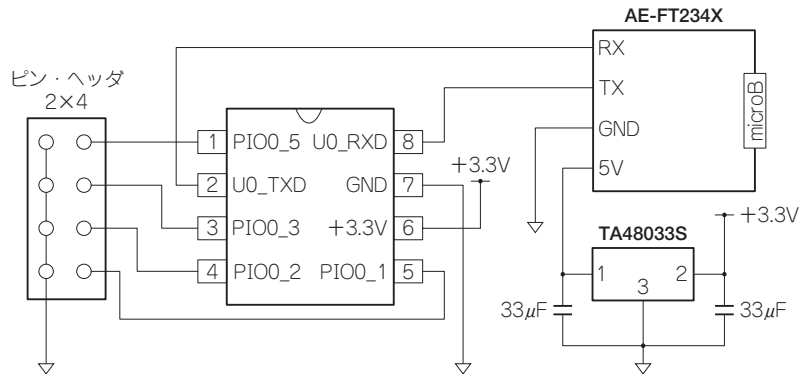 AE-FT234X
RX
TX
GND
5V
microB
ピン・ヘッダ
2×4
1 PIO0_5 U0_RXD 8
2 U0_TXD GND 7
3 PIO0_3 +3.3V 6
4 PIO0_2 PIO0_1 5
+3.3V
+3.3V
TA48033S
1 2
3
33μF
33μF